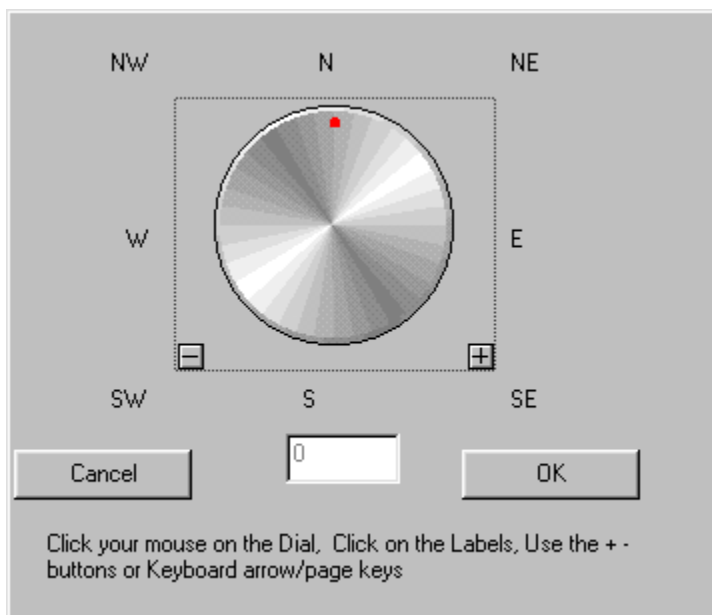 NW N NE
W E
− +
SW S SE
0
Cancel OK
Click your mouse on the Dial, Click on the Labels, Use the + -
buttons or Keyboard arrow/page keys